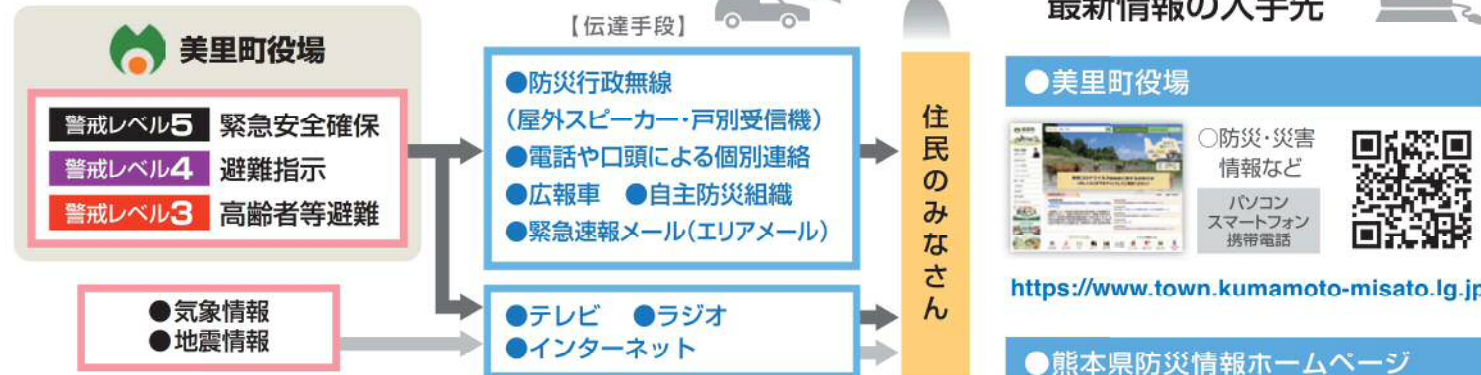 【伝達手段】
美里町役場
警戒レベル5 緊急安全確保
警戒レベル4 避難指示
警戒レベル3 高齢者等避難
●気象情報
●地震情報
●防災行政無線
(屋外スピーカー・戸別受信機)
●電話や口頭による個別連絡
●広報車 ●自主防災組織
●緊急速報メール(エリアメール)
●テレビ ●ラジオ
●インターネット
住民のみなさん
最新情報の入手先
●美里町役場
○防災・災害
情報など
パソコン
スマートフォン
携帯電話
https://www.town.kumamoto-misato.lg.jp
●熊本県防災情報ホームページ